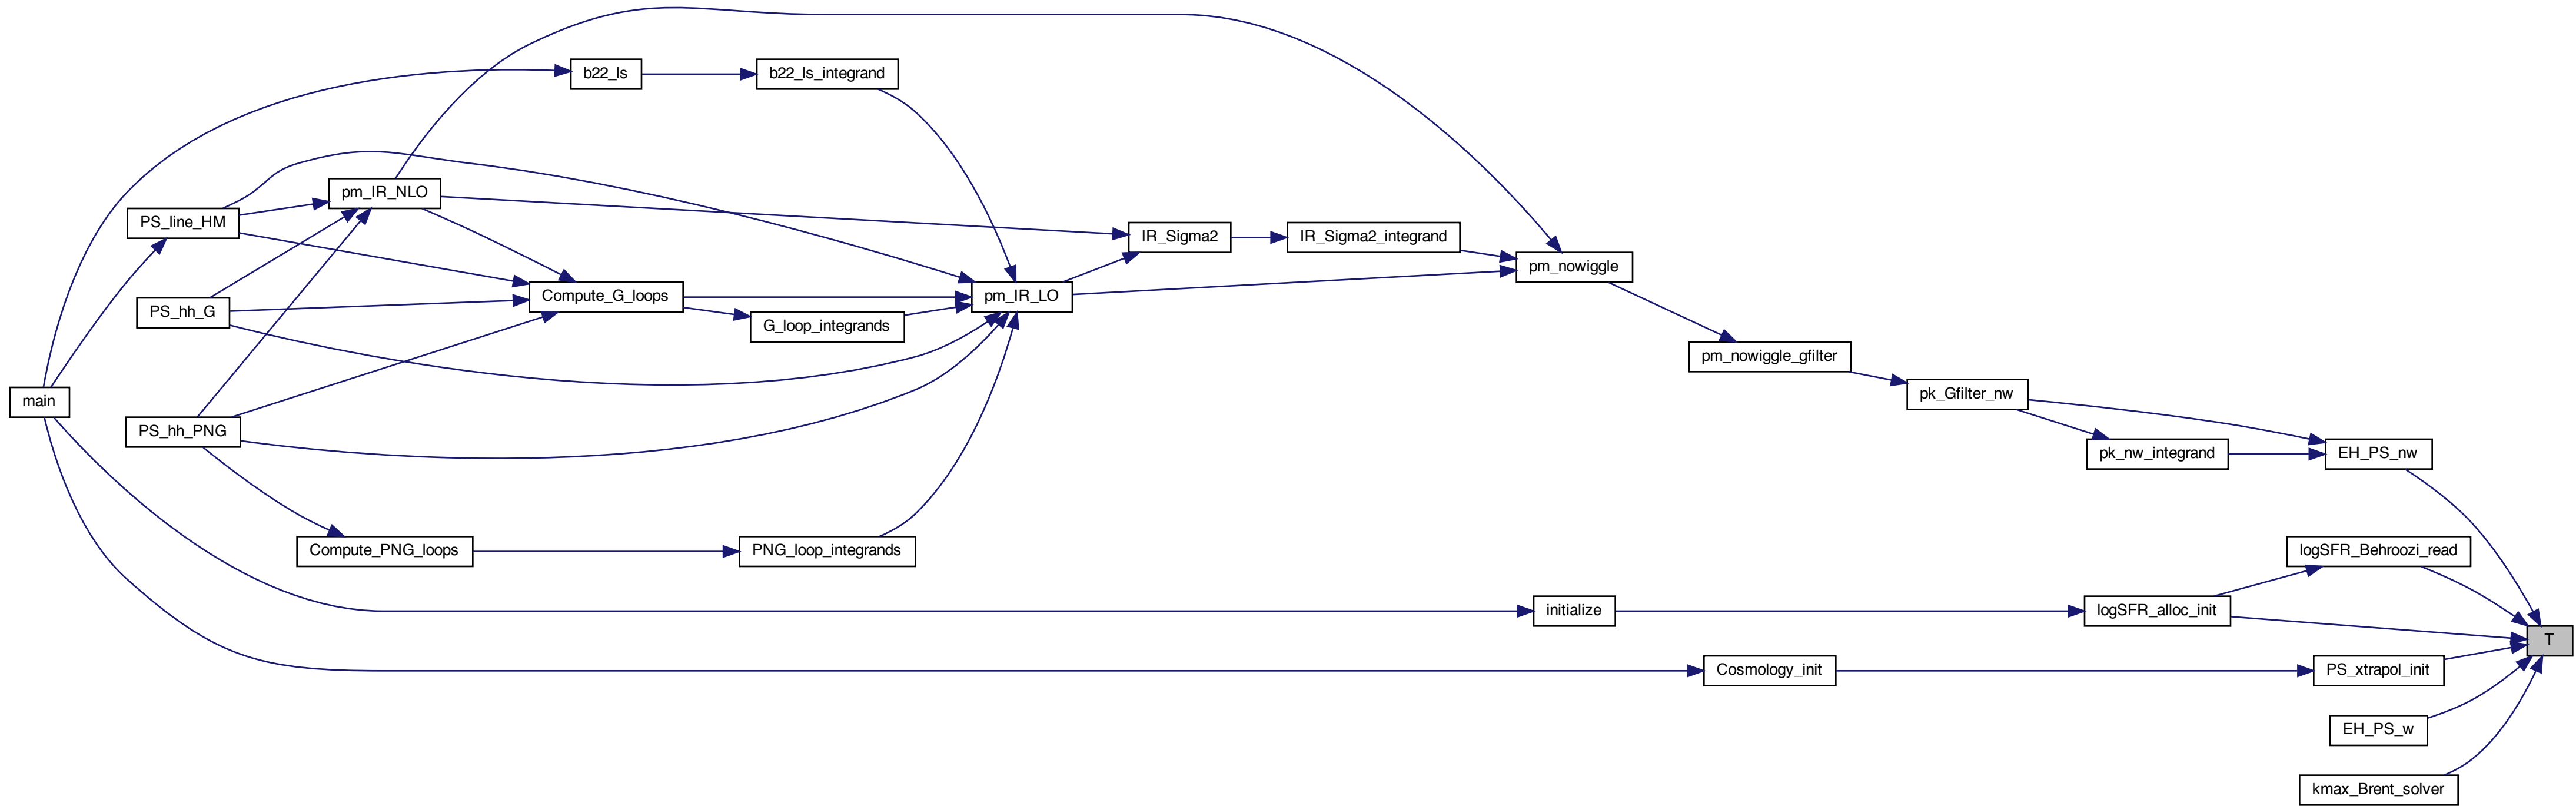 b22_ls
b22_ls_integrand
pm_IR_NLO
PS_line_HM
IR_Sigma2
IR_Sigma2_integrand
pm_nowiggle
Compute_G_loops
pm_IR_LO
PS_hh_G
G_loop_integrands
pm_nowiggle_gfilter
main
pk_Gfilter_nw
PS_hh_PNG
pk_nw_integrand
EH_PS_nw
Compute_PNG_loops
PNG_loop_integrands
logSFR_Behroozi_read
initialize
logSFR_alloc_init
T
Cosmology_init
PS_xtrapol_init
EH_PS_w
kmax_Brent_solver